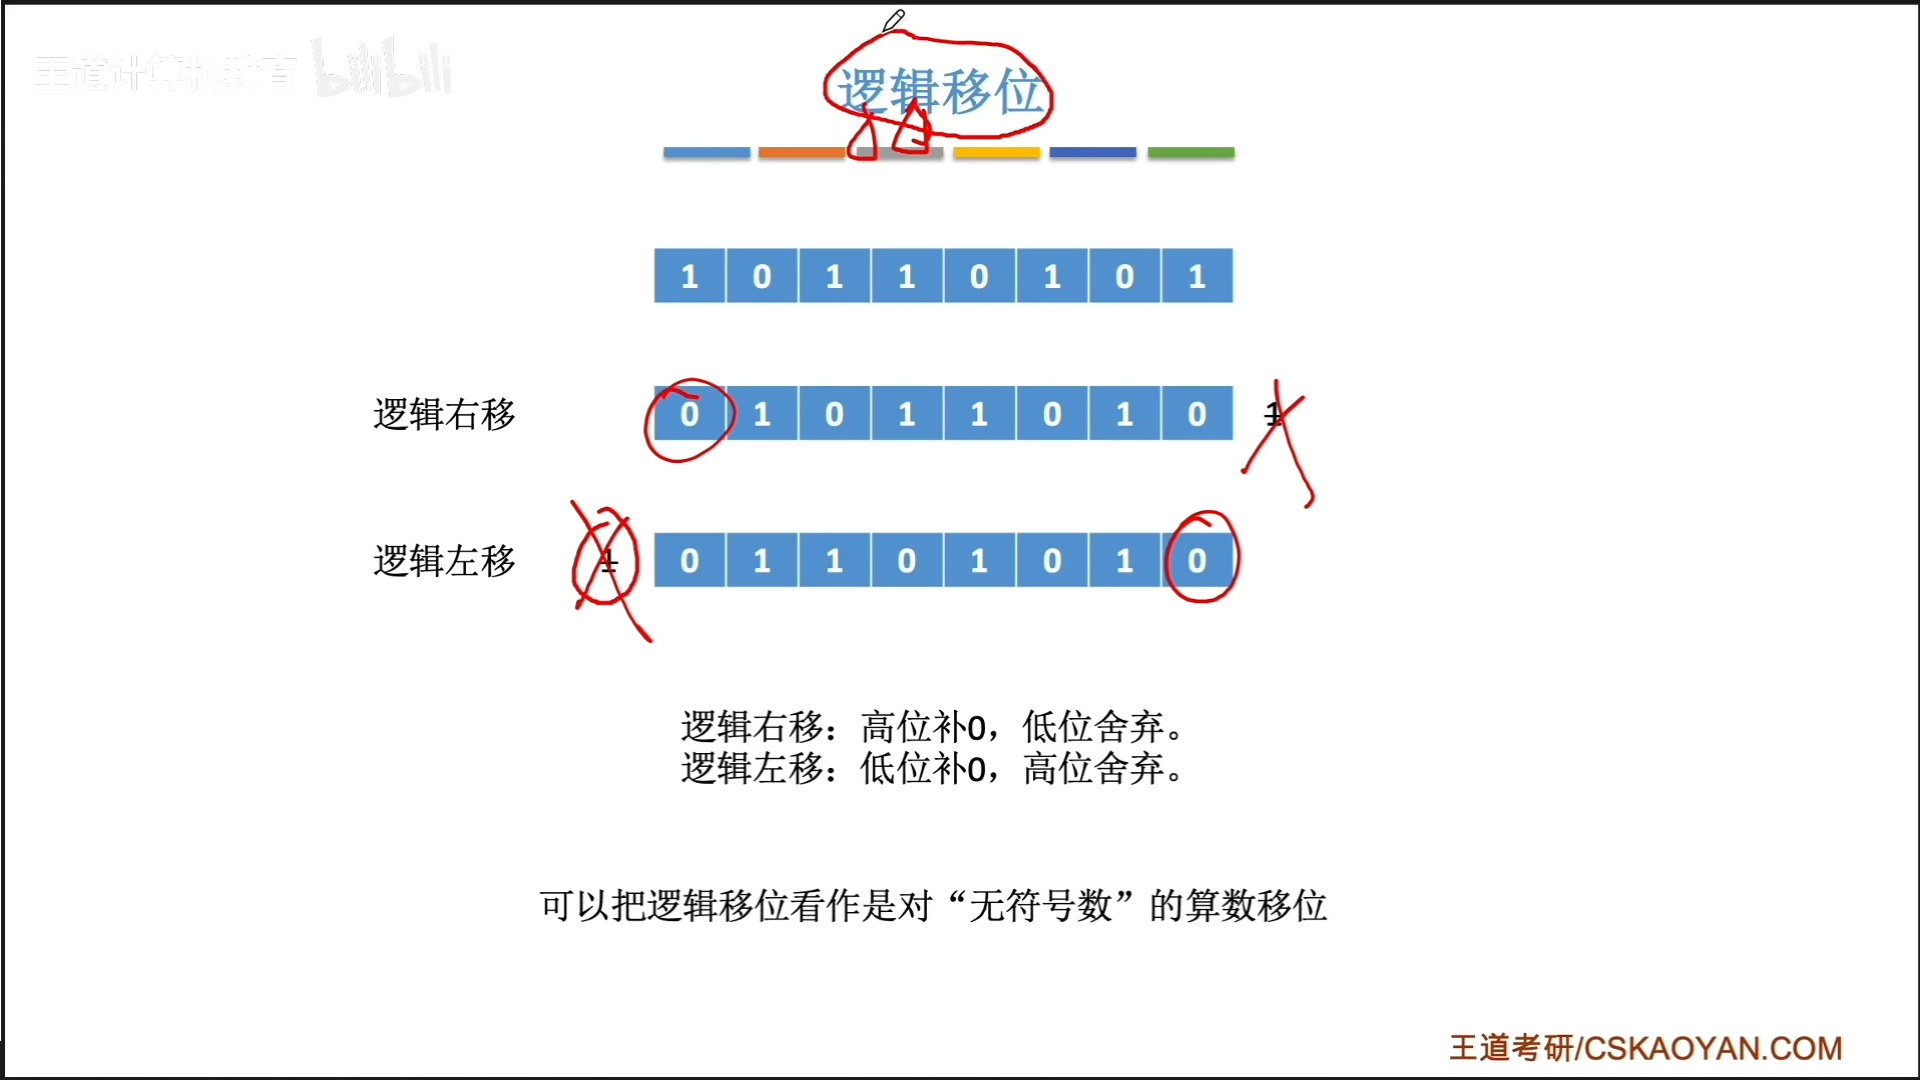 王道计算机教育 bilibili
逻辑移位
1 0 1 1 0 1 0 1
逻辑右移 0 1 0 1 1 0 1 0 1
逻辑左移 1 0 1 1 0 1 0 1 0
逻辑右移：高位补0，低位舍弃。
逻辑左移：低位补0，高位舍弃。
可以把逻辑移位看作是对“无符号数”的算数移位
王道考研/CSKAOYAN.COM